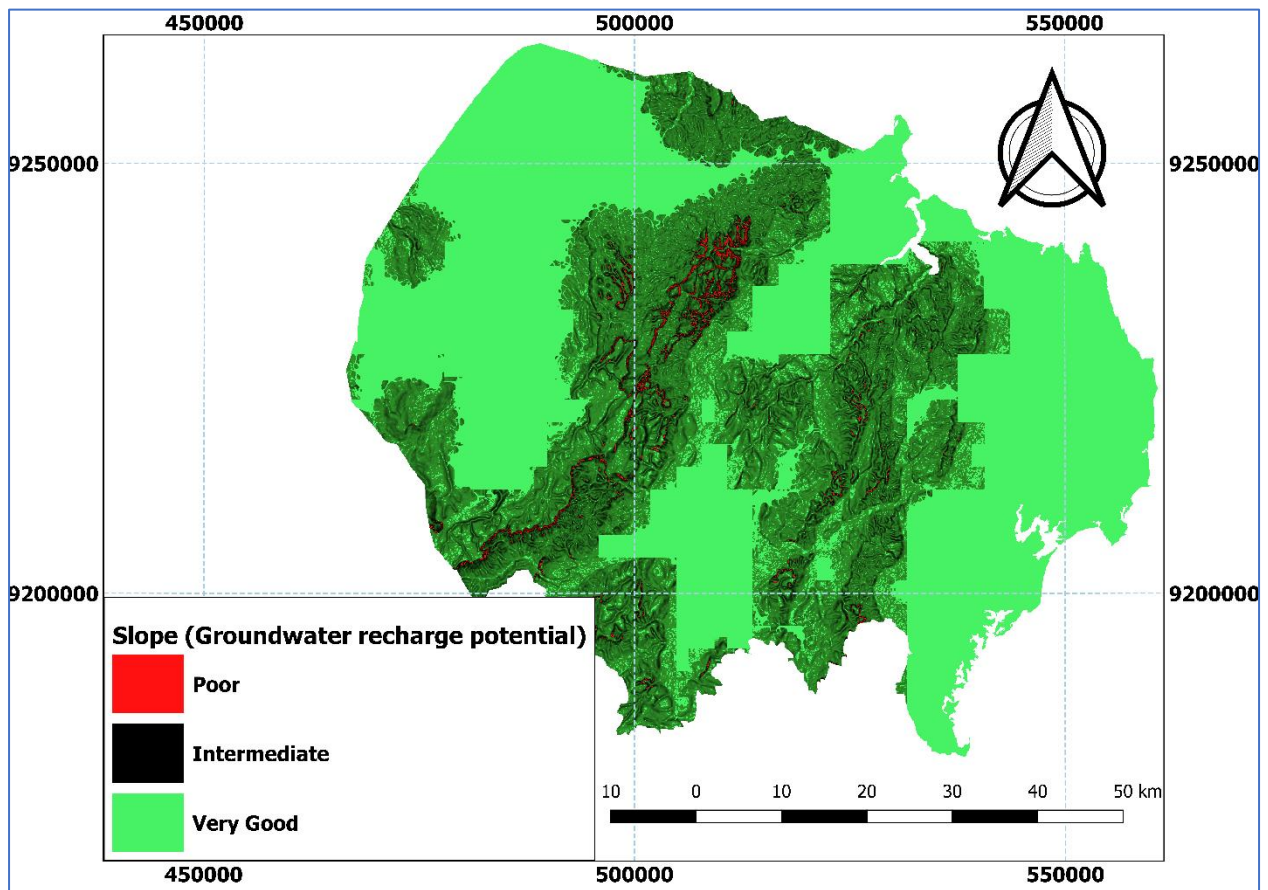 450000 500000 550000
9250000 9250000
9200000 9200000
Slope (Groundwater recharge potential)
Poor
Intermediate
Very Good
10 0 10 20 30 40 50 km
450000 500000 550000